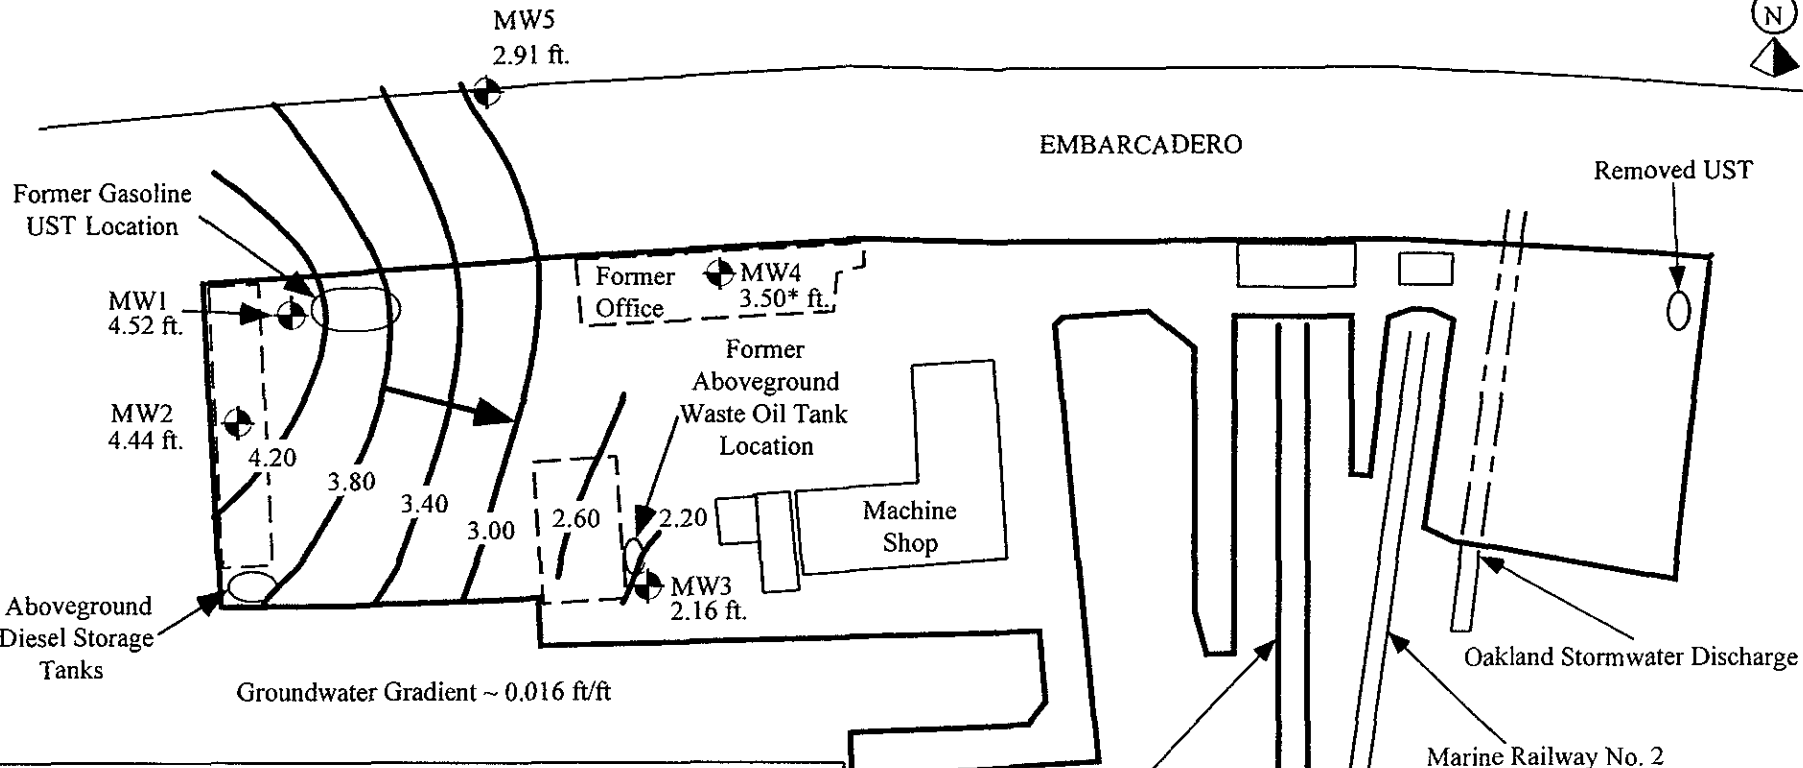 MW5
2.91 ft.
N
EMBARCADERO
Removed UST
Former Gasoline
UST Location
MW1
4.52 ft.
Former
Office
MW4
3.50* ft.
Former
Aboveground
Waste Oil Tank
Location
MW2
4.44 ft.
4.20
3.80
3.40
3.00
2.60
2.20
Machine
Shop
MW3
2.16 ft.
Aboveground
Diesel Storage
Tanks
Oakland Stormwater Discharge
Groundwater Gradient ~ 0.016 ft/ft
Marine Railway No. 2